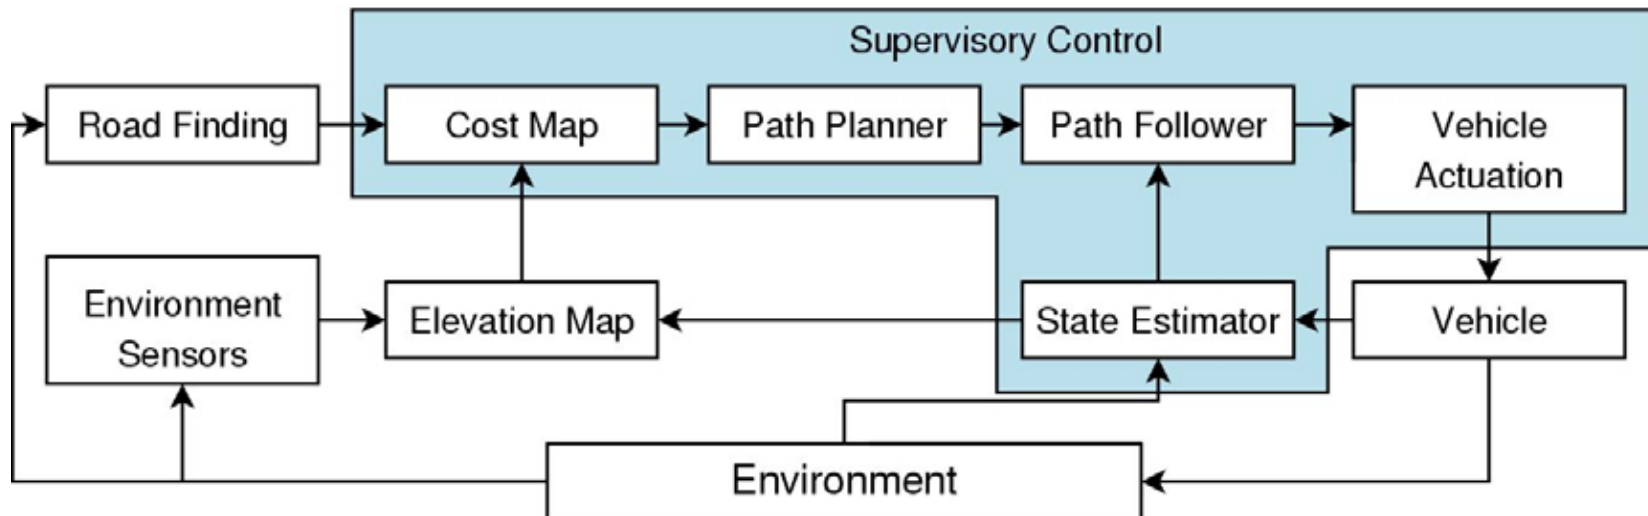 Supervisory Control
Road Finding
Cost Map
Path Planner
Path Follower
Vehicle
Actuation
Environment
Sensors
Elevation Map
State Estimator
Vehicle
Environment